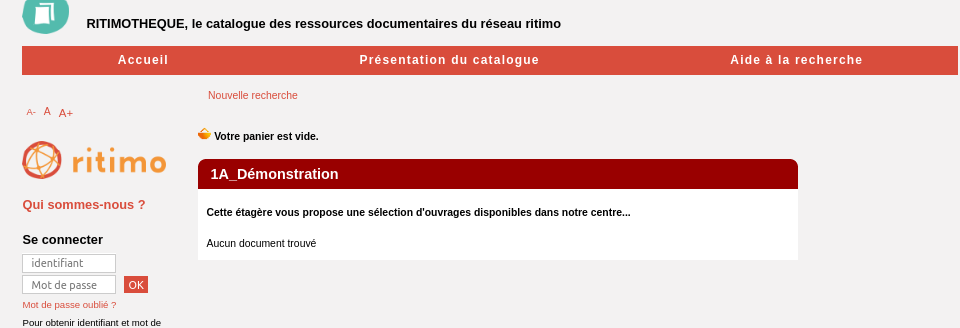 RITIMOTHEQUE, le catalogue des ressources documentaires du réseau ritimo
Accueil Présentation du catalogue Aide à la recherche
Nouvelle recherche
A- A A+
Votre panier est vide.
ritimo
1A_Démonstration
Qui sommes-nous ?
Cette étagère vous propose une sélection d'ouvrages disponibles dans notre centre...
Se connecter
Aucun document trouvé
identifiant
Mot de passe OK
Mot de passe oublié ?
Pour obtenir identifiant et mot de